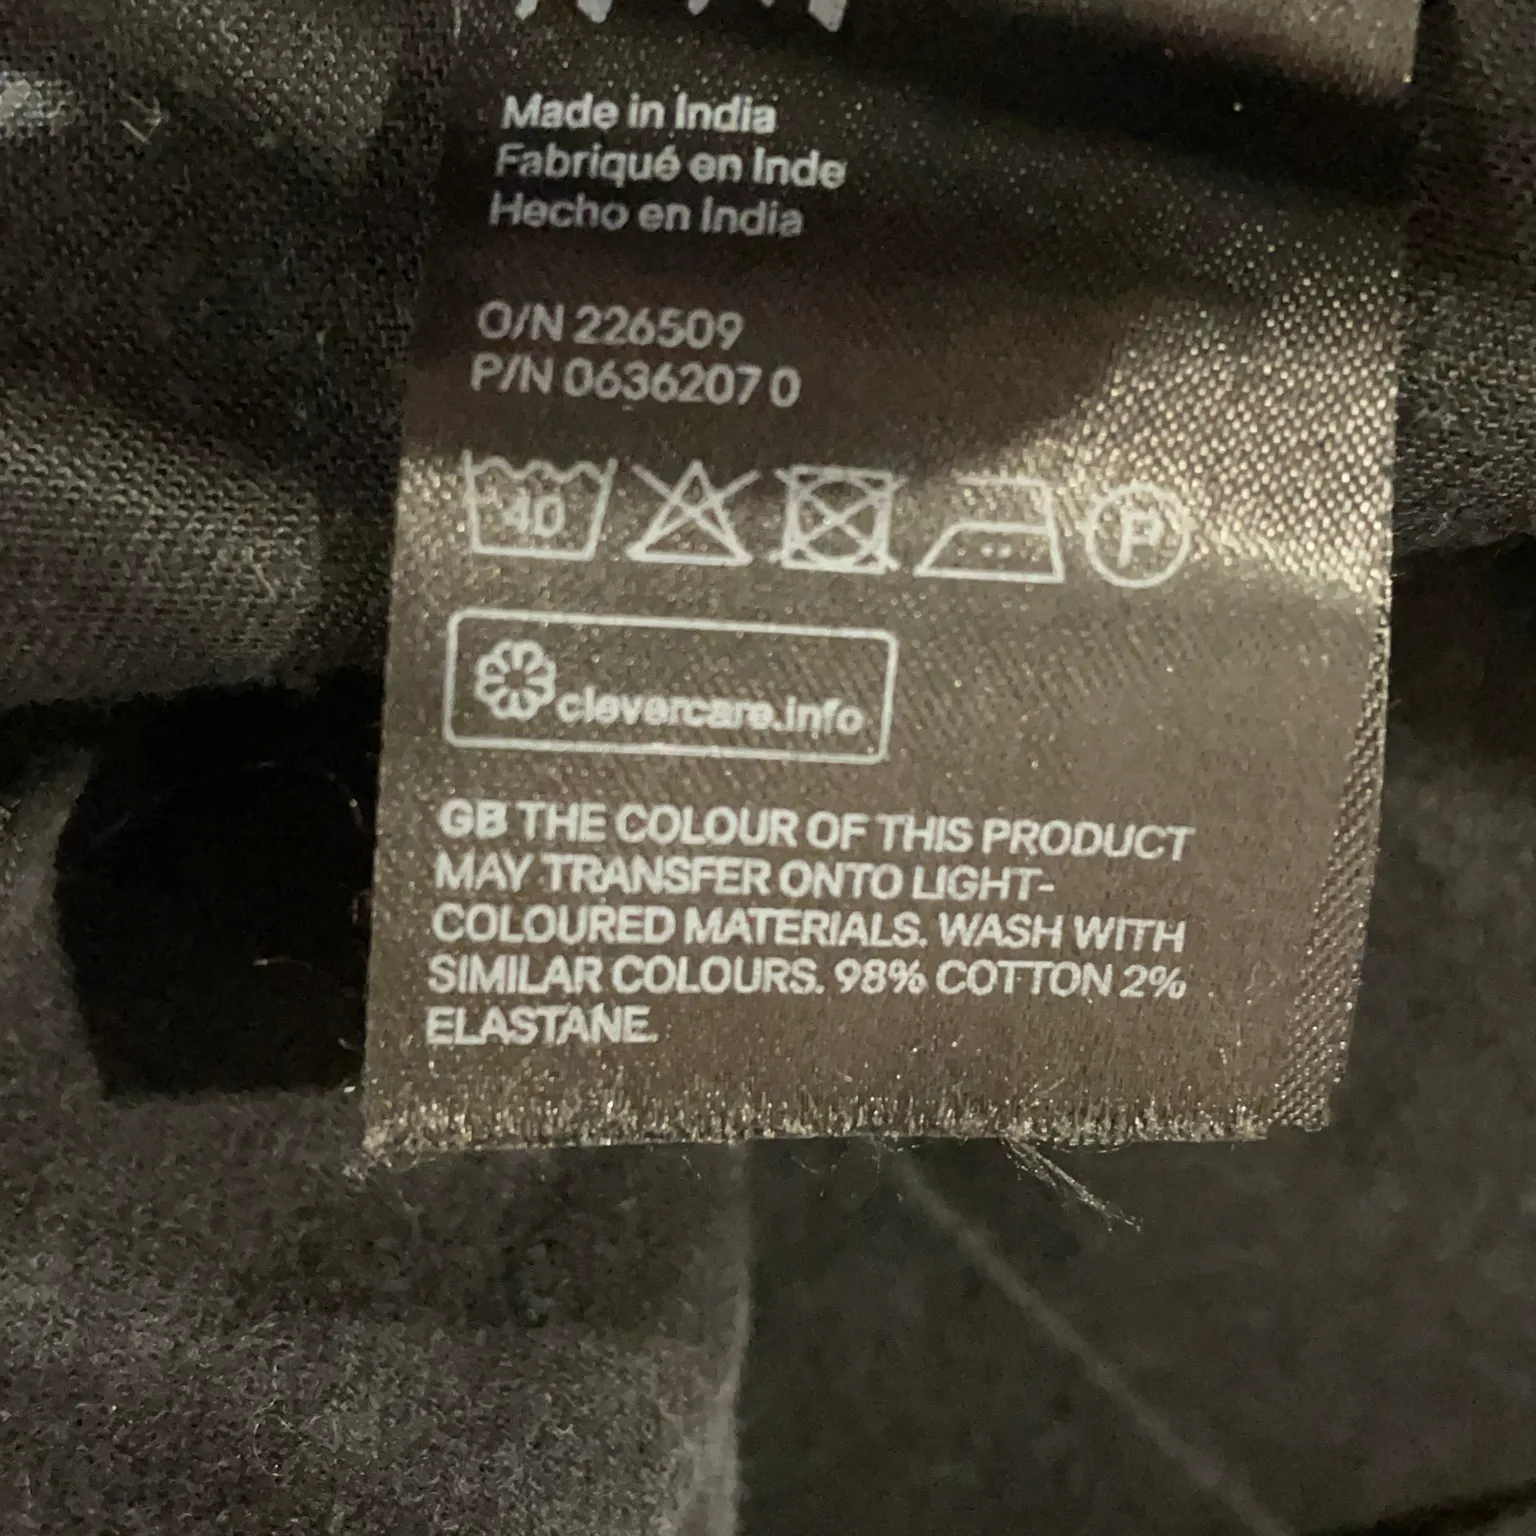 Made in India
Fabriqué en Inde
Hecho en India
O/N 226509
P/N 0636207 0
40
P
clevercare.info
GB THE COLOUR OF THIS PRODUCT
MAY TRANSFER ONTO LIGHT-
COLOURED MATERIALS. WASH WITH
SIMILAR COLOURS. 98% COTTON 2%
ELASTANE.